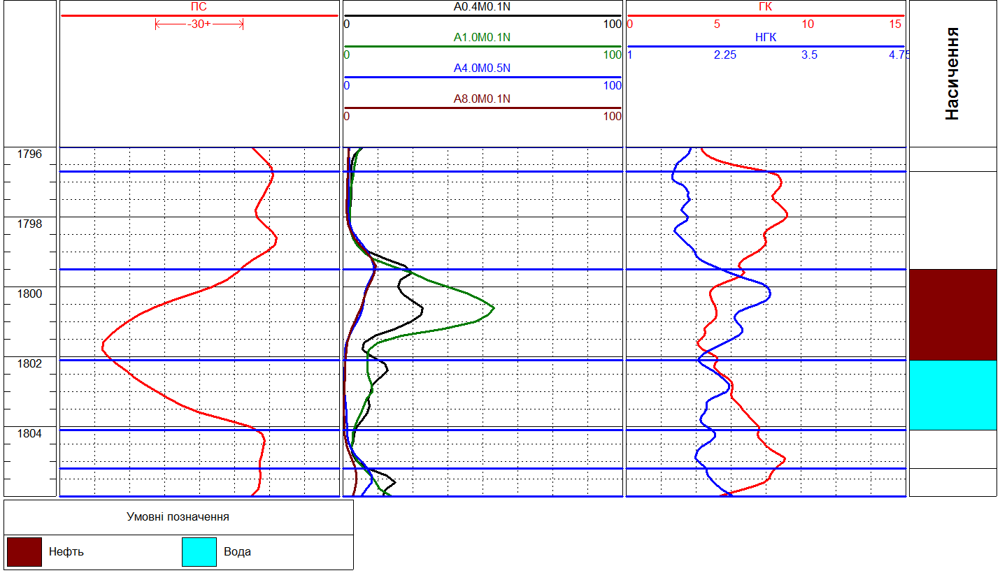 ПС
-30+
A0.4M0.1N
0 100
A1.0M0.1N
0 100
A4.0M0.5N
0 100
A8.0M0.1N
0 100
ГК
0 5 10 15
НГК
1 2.25 3.5 4.75
Насичення
1796
1798
1800
1802
1804
Умовні позначення
Нефть
Вода